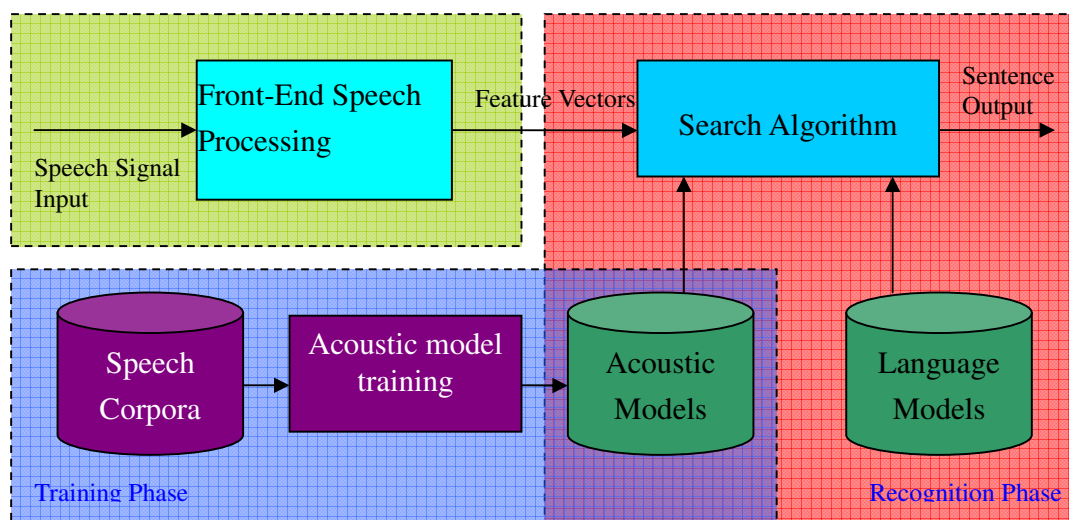 Front-End Speech
Processing
Speech Signal
Input
Feature Vectors
Search Algorithm
Sentence
Output
Speech
Corpora
Acoustic model
training
Acoustic
Models
Language
Models
Training Phase
Recognition Phase